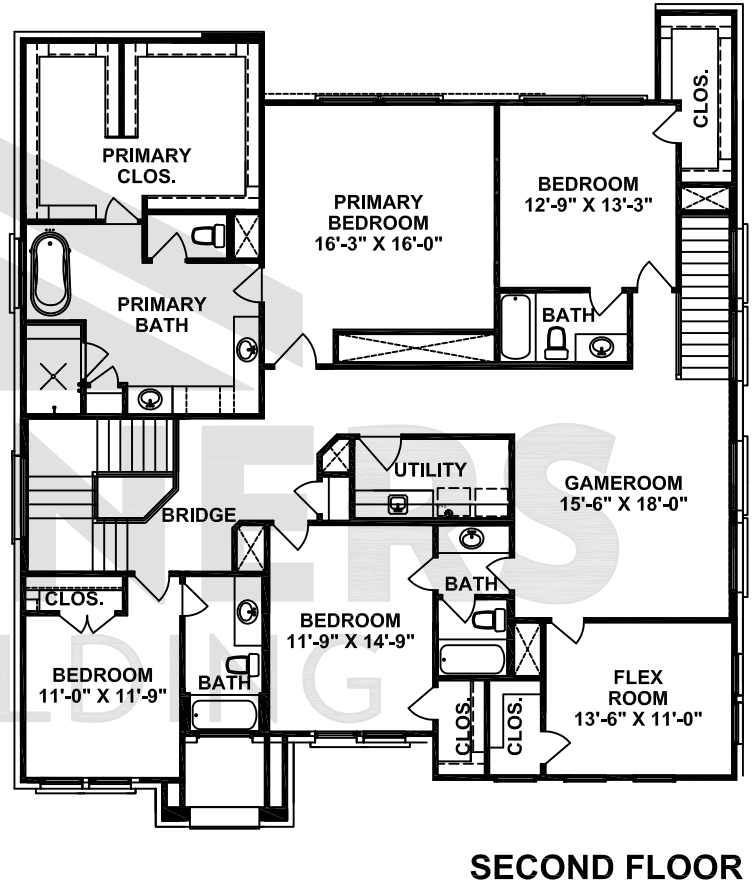 CLOS.
PRIMARY
CLOS.
BEDROOM
12'-9" X 13'-3"
PRIMARY
BEDROOM
16'-3" X 16'-0"
PRIMARY
BATH
BATH
UTILITY
GAMEROOM
15'-6" X 18'-0"
BRIDGE
NERS
BATH
CLOS.
BEDROOM
11'-9" X 14'-9"
BEDROOM
11'-0" X 11'-9"
BATH
LDING
FLEX
ROOM
13'-6" X 11'-0"
CLOS.
CLOS.
SECOND FLOOR